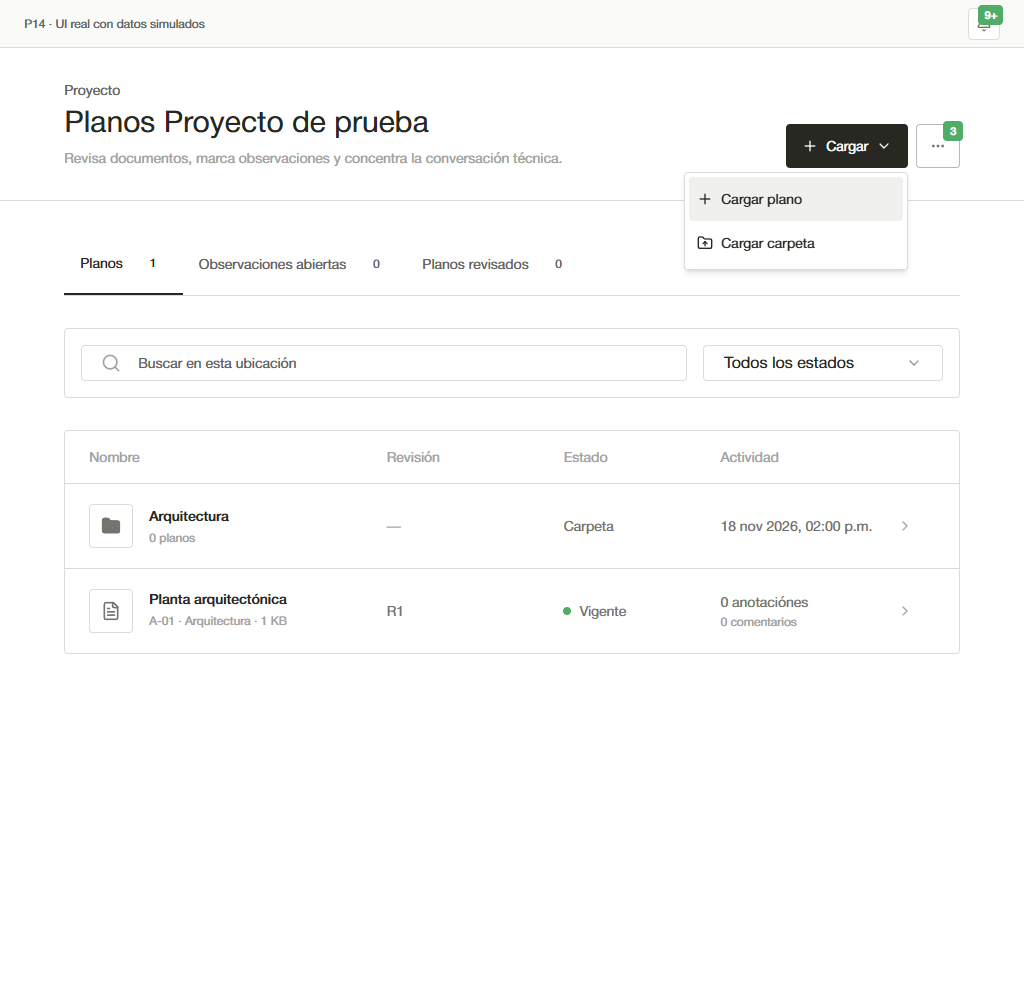 P14 · UI real con datos simulados
9+
Proyecto
Planos Proyecto de prueba
Revisa documentos, marca observaciones y concentra la conversación técnica.
Cargar
3
Cargar plano
Cargar carpeta
Planos 1 Observaciones abiertas 0 Planos revisados 0
Buscar en esta ubicación
Todos los estados
Nombre Revisión Estado Actividad
Arquitectura
0 planos
— Carpeta 18 nov 2026, 02:00 p.m.
Planta arquitectónica
A-01 · Arquitectura · 1 KB
R1 Vigente
0 anotaciónes
0 comentarios